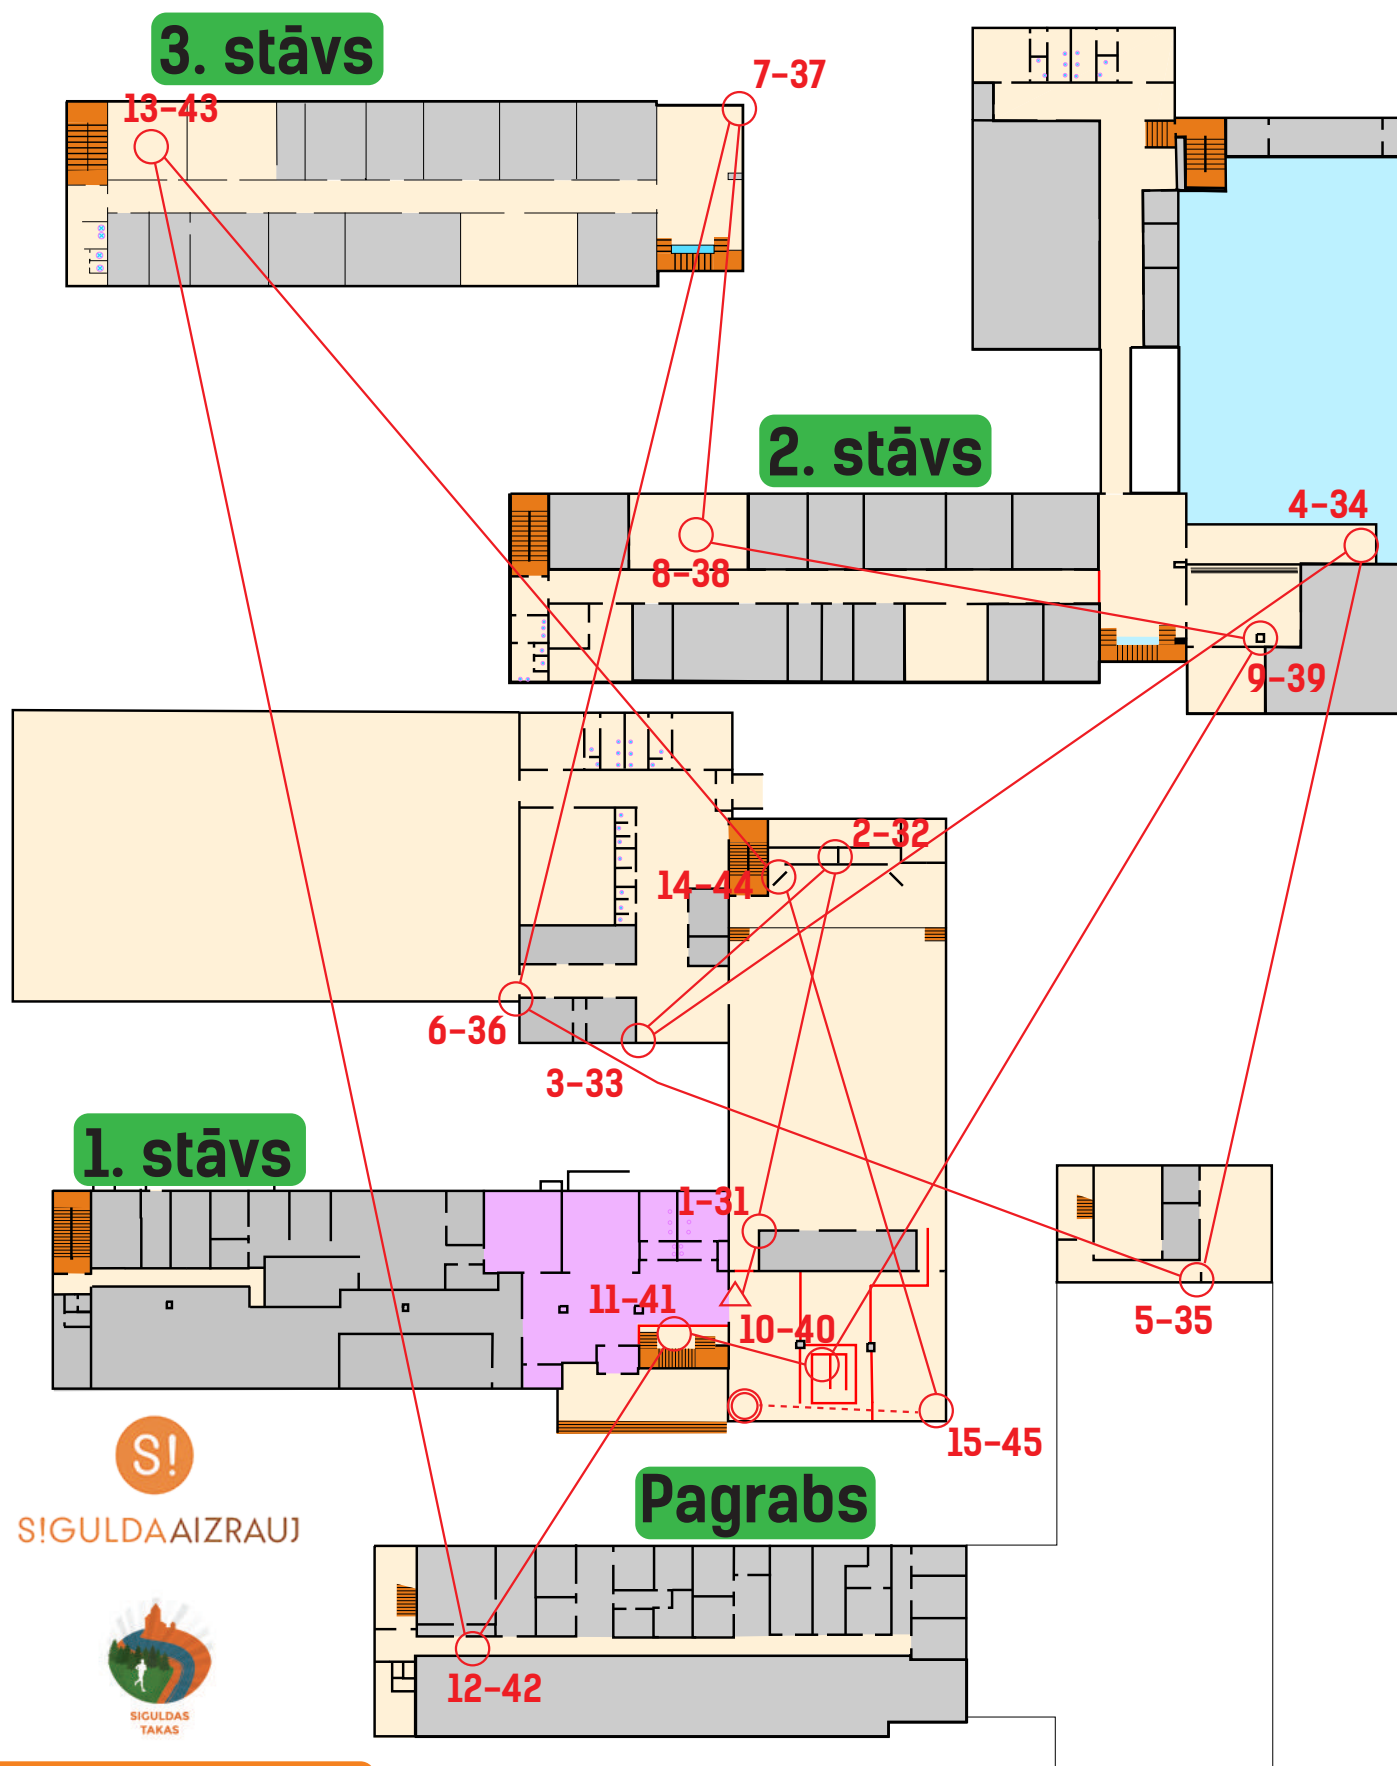 3. stāvs
7-37
13-43
2. stāvs
4-34
8-38
9-39
2-32
14-44
6-36
3-33
1. stāvs
1-31
11-41
10-40
5-35
15-45
Pagrabs
S!
S!GULDAAIZRAUJ
12-42
SIGULDAS
TAKAS